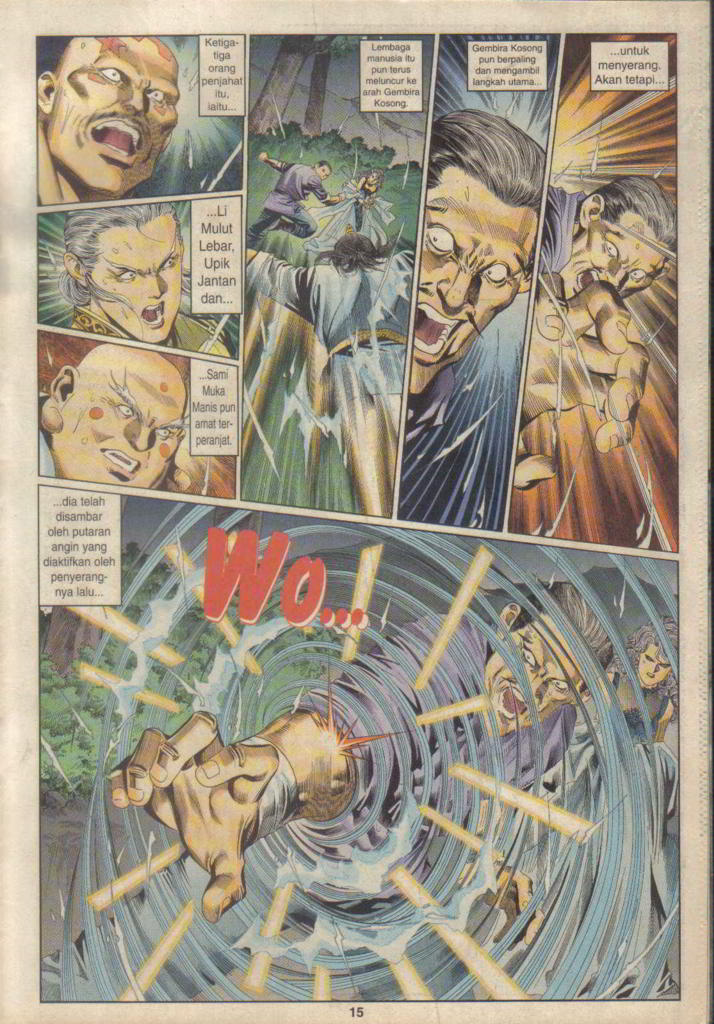 Ketiga-
tiga
orang
penjahat
itu,
iaitu...
...Li
Mulut
Lebar,
Upik
Jantan
dan...
...Sami
Muka
Manis pun
amat ter-
peranjat.
Lembaga
manusia itu
pun terus
meluncur ke
arah Gembira
Kosong.
Gembira Kosong
pun berpaling
dan mengambil
langkah utama...
...untuk
menyerang.
Akan tetapi...
...dia telah
disambar
oleh putaran
angin yang
diaktifkan oleh
penyerang-
nya lalu...
Wo...
15